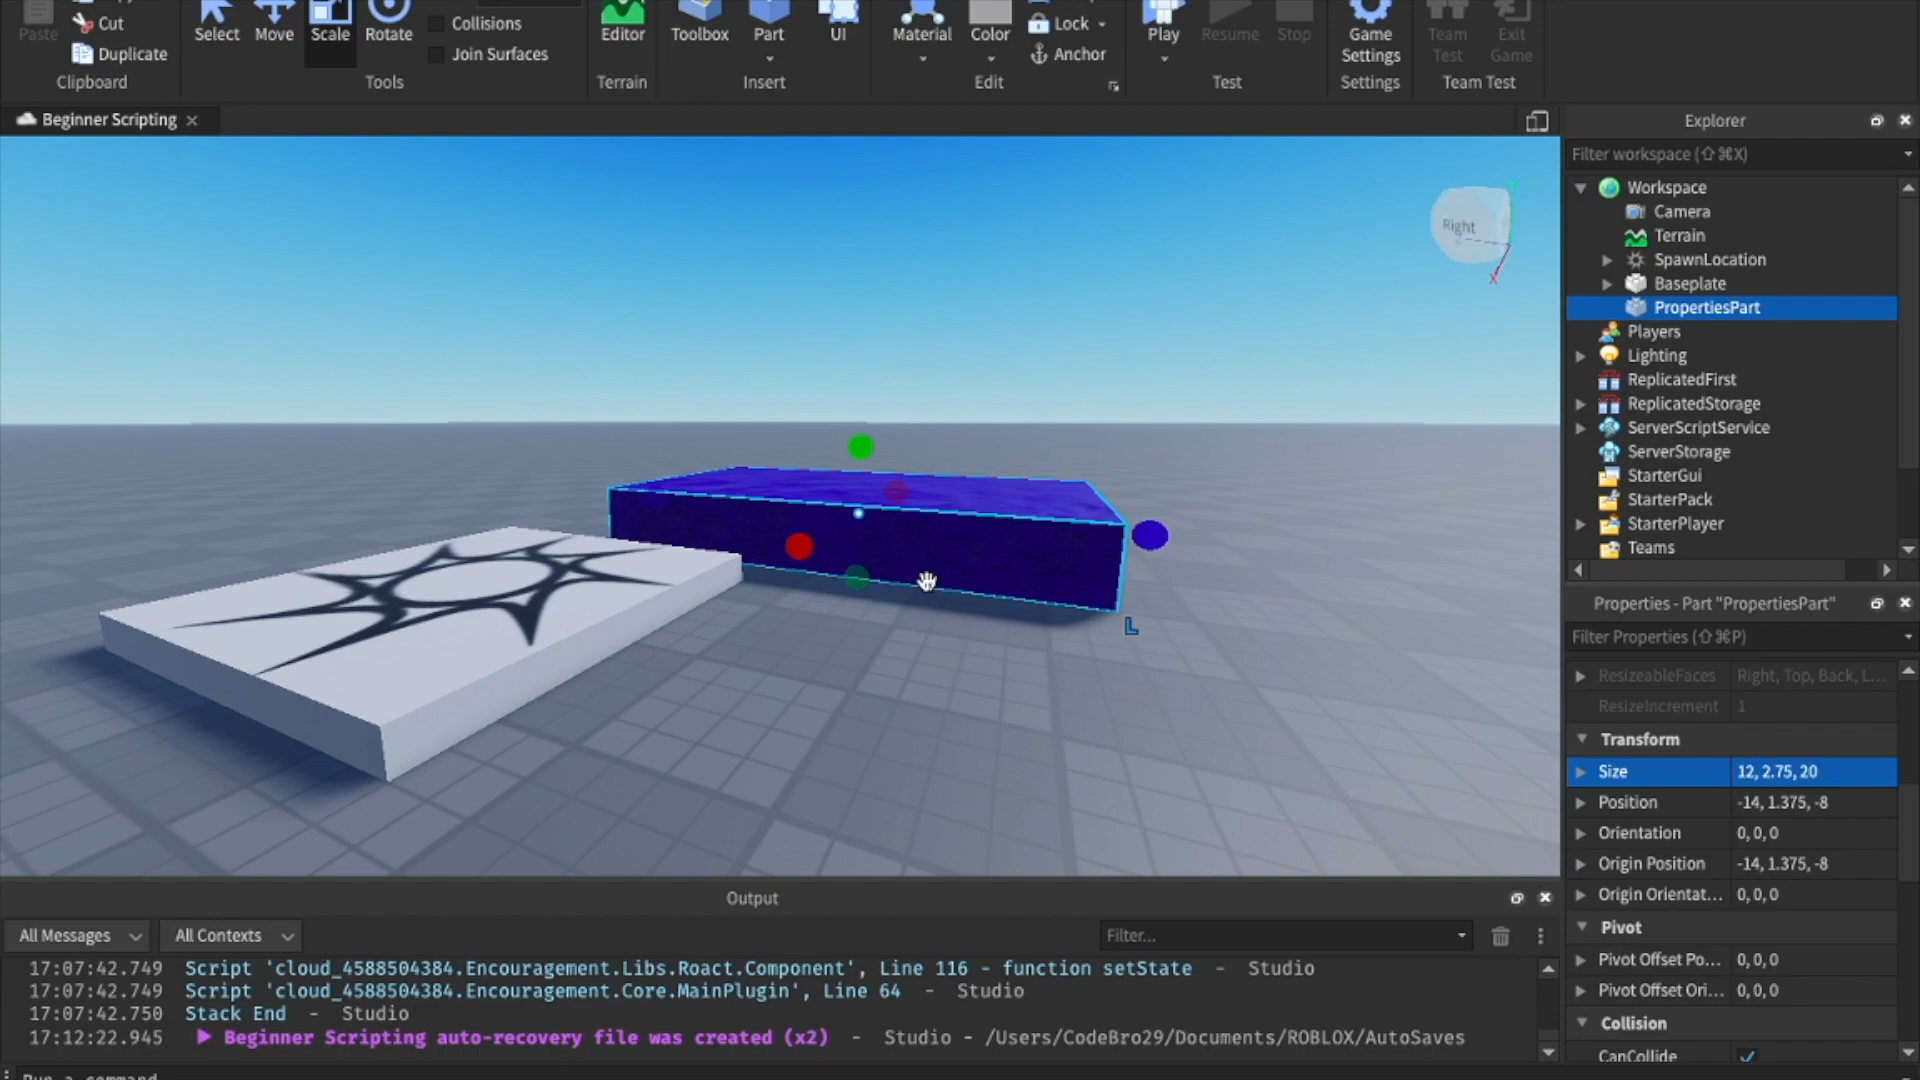 Paste
Cut
Duplicate
Clipboard
Select
Move
Scale
Rotate
Collisions
Join Surfaces
Tools
Editor
Terrain
Toolbox
Part
UI
Insert
Material
Color
Lock
Anchor
Edit
Play
Resume
Stop
Test
Game
Settings
Settings
Team
Test
Exit
Game
Team Test
Beginner Scripting
Right
X
L
Explorer
Filter workspace (⇧⌘X)
Workspace
Camera
Terrain
SpawnLocation
Baseplate
PropertiesPart
Players
Lighting
ReplicatedFirst
ReplicatedStorage
ServerScriptService
ServerStorage
StarterGui
StarterPack
StarterPlayer
Teams
Properties - Part "PropertiesPart"
Filter Properties (⇧⌘P)
ResizeableFaces Right, Top, Back, L...
ResizeIncrement 1
Transform
Size 12, 2.75, 20
Position -14, 1.375, -8
Orientation 0, 0, 0
Origin Position -14, 1.375, -8
Origin Orientat... 0, 0, 0
Pivot
Pivot Offset Po... 0, 0, 0
Pivot Offset Ori... 0, 0, 0
Collision
CanCollide
Output
All Messages
All Contexts
Filter...
17:07:42.749 Script 'cloud_4588504384.Encouragement.Libs.Roact.Component', Line 116 - function setState - Studio
17:07:42.749 Script 'cloud_4588504384.Encouragement.Core.MainPlugin', Line 64 - Studio
17:07:42.750 Stack End - Studio
17:12:22.945 Beginner Scripting auto-recovery file was created (x2) - Studio - /Users/CodeBro29/Documents/ROBLOX/AutoSaves
Run a command